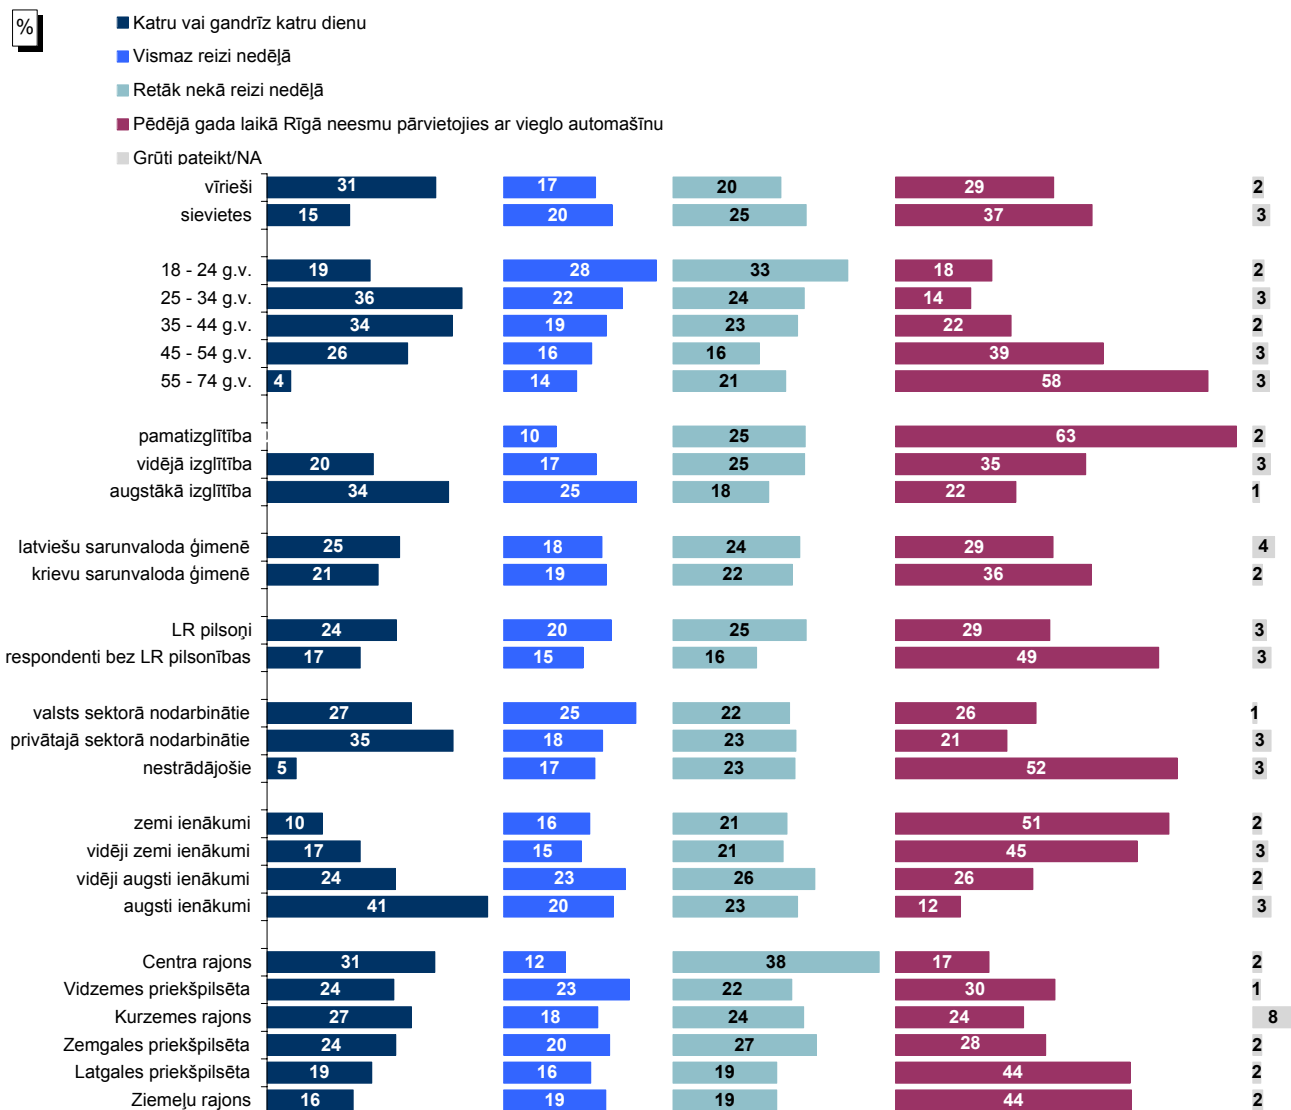 %
Katru vai gandrīz katru dienu
Vismaz reizi nedēļā
Retāk nekā reizi nedēļā
Pēdējā gada laikā Rīgā neesmu pārvietojies ar vieglo automašīnu
Grūti pateikt/NA
vīrieši 31 17 20 29 2
sievietes 15 20 25 37 3
18 - 24 g.v. 19 28 33 18 2
25 - 34 g.v. 36 22 24 14 3
35 - 44 g.v. 34 19 23 22 2
45 - 54 g.v. 26 16 16 39 3
55 - 74 g.v. 4 14 21 58 3
pamatizglītība 10 25 63 2
vidējā izglītība 20 17 25 35 3
augstākā izglītība 34 25 18 22 1
latviešu sarunvaloda ģimenē 25 18 24 29 4
krievu sarunvaloda ģimenē 21 19 22 36 2
LR pilsoņi 24 20 25 29 3
respondenti bez LR pilsonības 17 15 16 49 3
valsts sektorā nodarbinātie 27 25 22 26 1
privātajā sektorā nodarbinātie 35 18 23 21 3
nestrādājošie 5 17 23 52 3
zemi ienākumi 10 16 21 51 2
vidēji zemi ienākumi 17 15 21 45 3
vidēji augsti ienākumi 24 23 26 26 2
augsti ienākumi 41 20 23 12 3
Centra rajons 31 12 38 17 2
Vidzemes priekšpilsēta 24 23 22 30 1
Kurzemes rajons 27 18 24 24 8
Zemgales priekšpilsēta 24 20 27 28 2
Latgales priekšpilsēta 19 16 19 44 2
Ziemeļu rajons 16 19 19 44 2